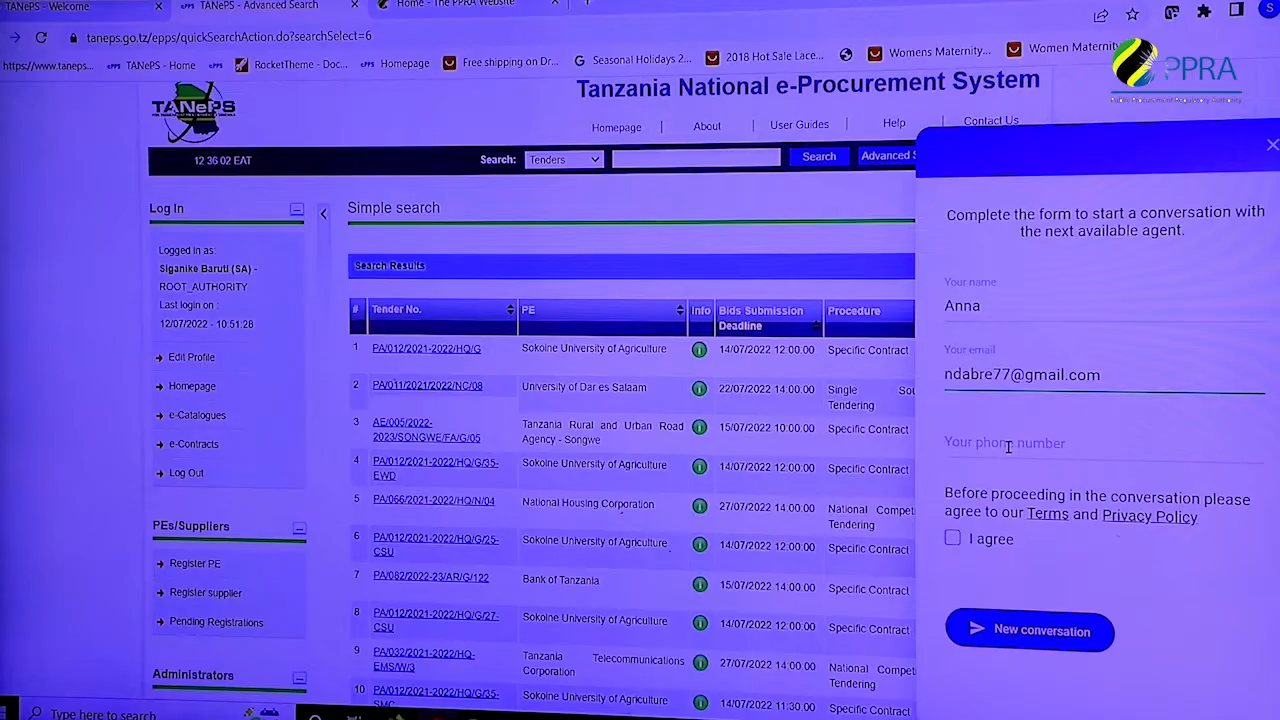 TANePS - Welcome
TANePS - Advanced Search
Home - The PPRA Website
taneps.go.tz/epps/quickSearchAction.do?searchSelect=6
https://www.taneps...
TANePS - Home
RocketTheme - Doc...
Homepage
Free shipping on Dr...
Seasonal Holidays 2...
2018 Hot Sale Lace...
Womens Maternity...
Women Maternity
PPRA
Public Procurement Regulatory Authority
TANePS
Tanzania National e-Procurement System
Homepage | About | User Guides | Help | Contact Us
12 36 02 EAT
Search: Tenders Search Advanced S
Log In
Logged in as:
Siganike Baruti (SA) -
ROOT_AUTHORITY
Last login on :
12/07/2022 - 10:51:28
Edit Profile
Homepage
e-Catalogues
e-Contracts
Log Out
PEs/Suppliers
Register PE
Register supplier
Pending Registrations
Administrators
Simple search
Search Results
# Tender No. PE Info Bids Submission Deadline Procedure
1 PA/012/2021-2022/HQ/G Sokoine University of Agriculture 14/07/2022 12:00.00 Specific Contract
2 PA/011/2021/2022/NC/08 University of Dar es Salaam 22/07/2022 14:00.00 Single Sou
Tendering
3 AE/005/2022- Tanzania Rural and Urban Road 15/07/2022 10:00.00 Specific Contract
2023/SONGWE/FA/G/05 Agency - Songwe
4 PA/012/2021-2022/HQ/G/35- Sokoine University of Agriculture 14/07/2022 12:00.00 Specific Contract
EWD
5 PA/066/2021-2022/HQ/N/04 National Housing Corporation 27/07/2022 14:00.00 National Compet
Tendering
6 PA/012/2021-2022/HQ/G/25- Sokoine University of Agriculture 14/07/2022 12:00:00 Specific Contract
CSU
7 PA/082/2022-23/AR/G/122 Bank of Tanzania 15/07/2022 14:00.00 Specific Contract
8 PA/012/2021-2022/HQ/G/27- Sokoine University of Agriculture 14/07/2022 12:00:00 Specific Contract
CSU
9 PA/032/2021-2022/HQ- Tanzania Telecommunications 27/07/2022 14:00:00 National Compet
EMS/W/3 Corporation Tendering
10 PA/012/2021-2022/HQ/G/35- Sokoine University of Agriculture 14/07/2022 11:30.00 Specific Contract
SMC
Complete the form to start a conversation with
the next available agent.
Your name
Anna
Your email
ndabre77@gmail.com
Your phone number
Before proceeding in the conversation please
agree to our Terms and Privacy Policy
I agree
New conversation
Type here to search